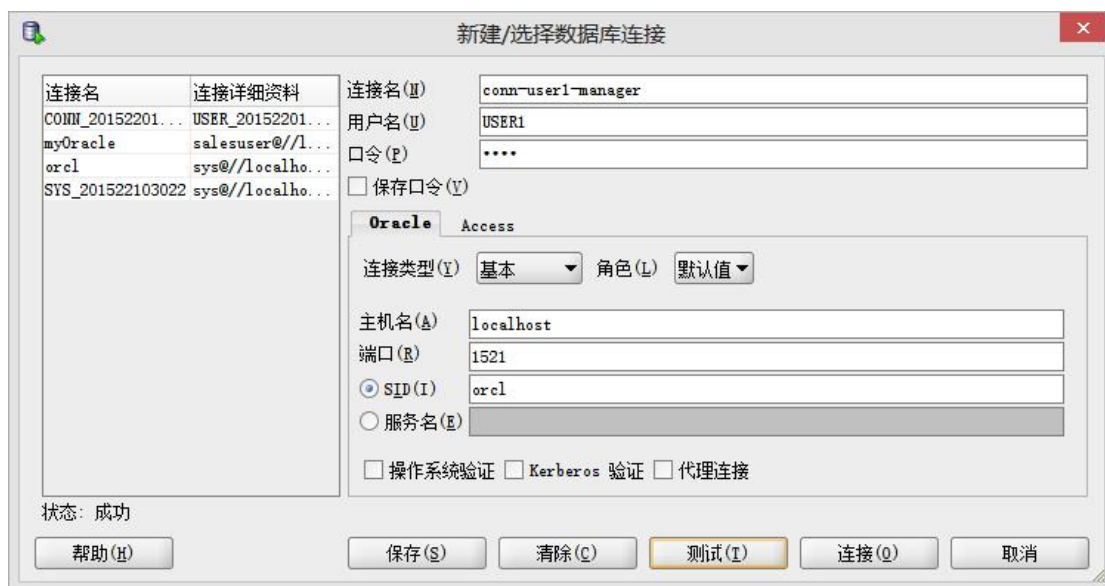 新建/选择数据库连接
连接名 连接详细资料
CONN_20152201... USER_20152201...
myOracle salesuser@//l...
orcl sys@//localho...
SYS_201522103022 sys@//localho...
连接名(N) conn-user1-manager
用户名(U) USER1
口令(P) ••••
保存口令(V)
Oracle Access
连接类型(Y) 基本 角色(L) 默认值
主机名(A) localhost
端口(R) 1521
SID(I) orcl
服务名(E)
操作系统验证 Kerberos 验证 代理连接
状态: 成功
帮助(H) 保存(S) 清除(C) 测试(T) 连接(O) 取消